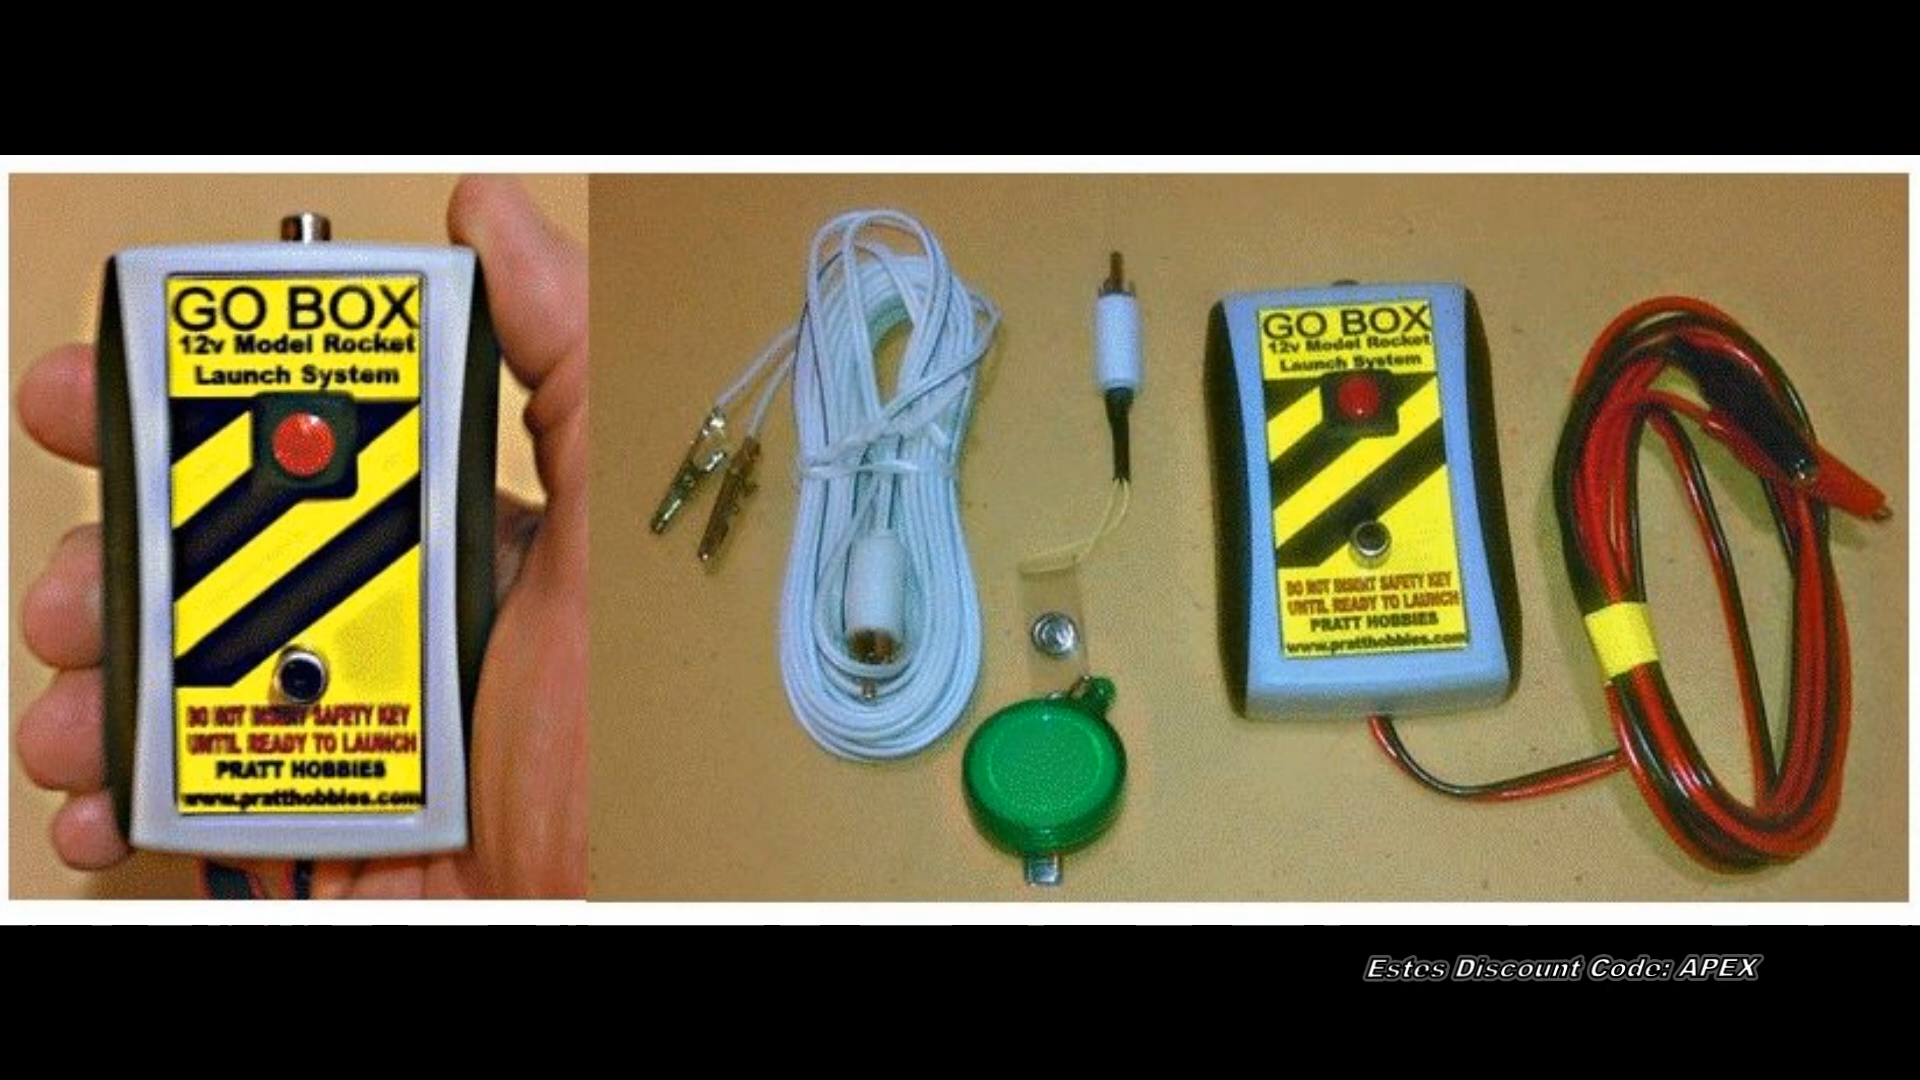 GO BOX
12v Model Rocket
Launch System
DO NOT INSERT SAFETY KEY
UNTIL READY TO LAUNCH
PRATT HOBBIES
www.pratthobbies.com
GO BOX
12v Model Rocket
Launch System
DO NOT INSERT SAFETY KEY
UNTIL READY TO LAUNCH
PRATT HOBBIES
www.pratthobbies.com
Estes Discount Code: APEX